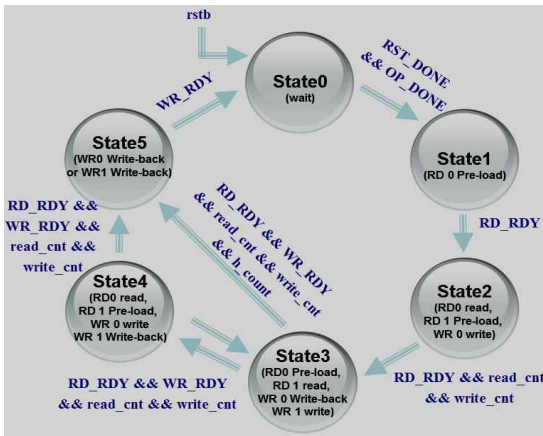 rstb
State0
(wait)
RST_DONE
&& OP_DONE
WR_RDY
State5
(WR0 Write-back
or WR1 Write-back)
State1
(RD 0 Pre-load)
RD_RDY &&
WR_RDY &&
read_cnt &&
write_cnt
RD_RDY && WR_RDY
&& read_cnt && write_cnt
&& h_count
RD_RDY
State4
(RD0 read,
RD 1 Pre-load,
WR 0 write
WR 1 Write-back)
State2
(RD0 read,
RD 1 Pre-load,
WR 0 write)
State3
(RD0 Pre-load,
RD 1 read,
WR 0 Write-back
WR 1 write)
RD_RDY && WR_RDY
&& read_cnt && write_cnt
RD_RDY && read_cnt
&& write_cnt